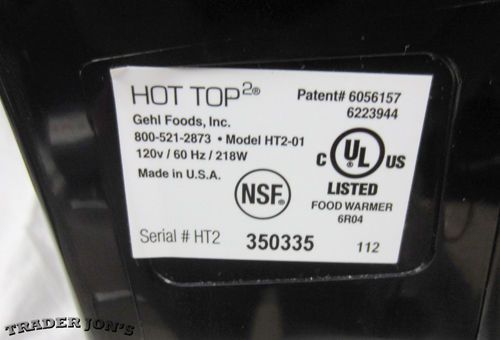 HOT TOP2®
Patent# 6056157
6223944
Gehl Foods, Inc.
800-521-2873 • Model HT2-01
120v / 60 Hz / 218W
Made in U.S.A.
C UL US
LISTED
FOOD WARMER
6R04
NSF
Serial # HT2 350335 112
TRADER JON'S